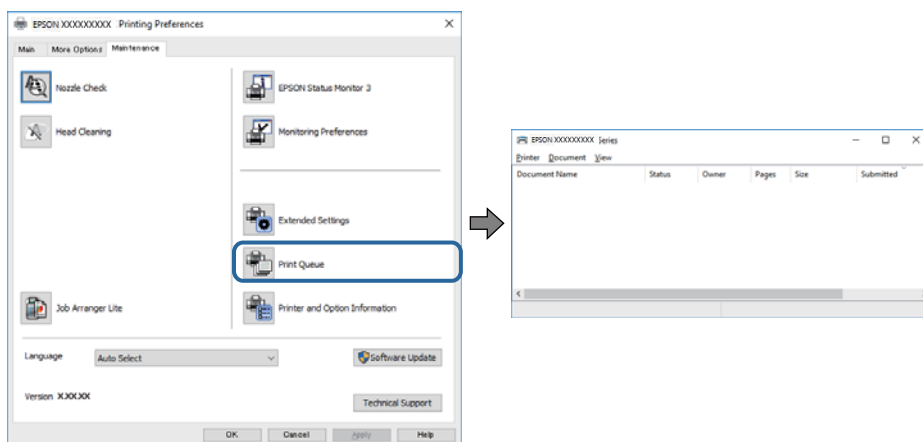 EPSON XXXXXXXXX Printing Preferences
Main More Options Maintenance
Nozzle Check
EPSON Status Monitor 3
Head Cleaning
Monitoring Preferences
Extended Settings
Print Queue
Job Arranger Lite
Printer and Option Information
Language Auto Select
Software Update
Version X.XX.XX
Technical Support
OK Cancel Apply Help
EPSON XXXXXXXXX Series
Printer Document View
Document Name Status Owner Pages Size Submitted